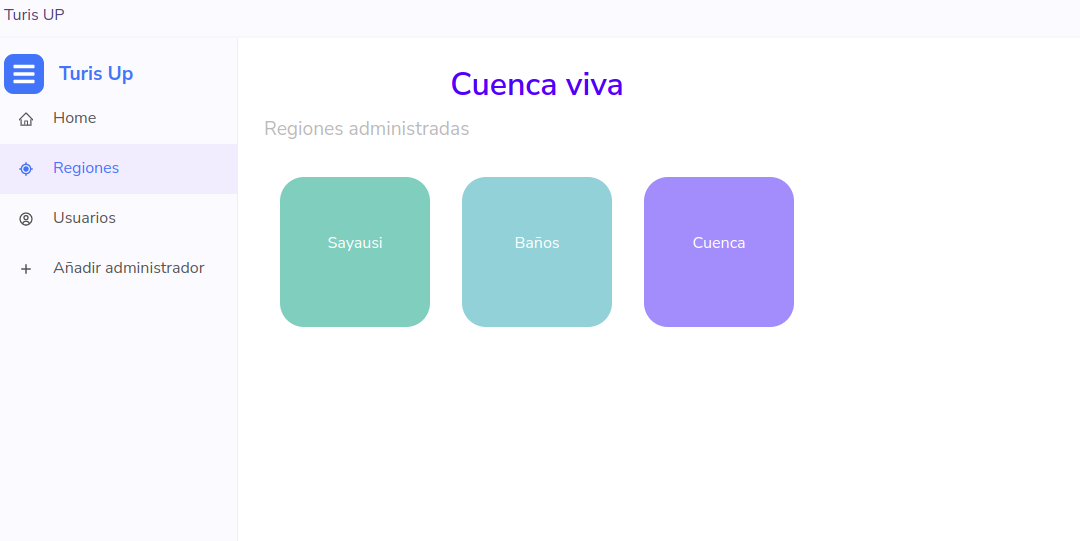 Turis UP
Turis Up
Home
Regiones
Usuarios
Añadir administrador
Cuenca viva
Regiones administradas
Sayausi
Baños
Cuenca